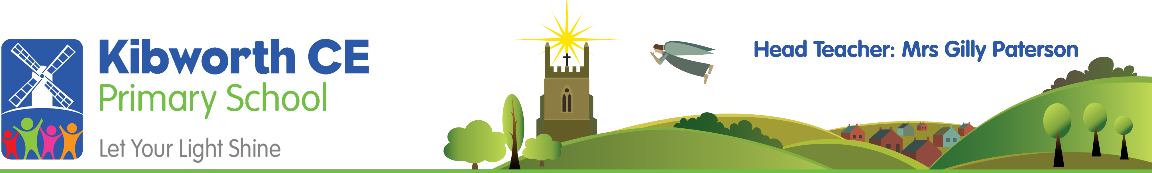 Kibworth CE
Primary School
Let Your Light Shine
Head Teacher: Mrs Gilly Paterson